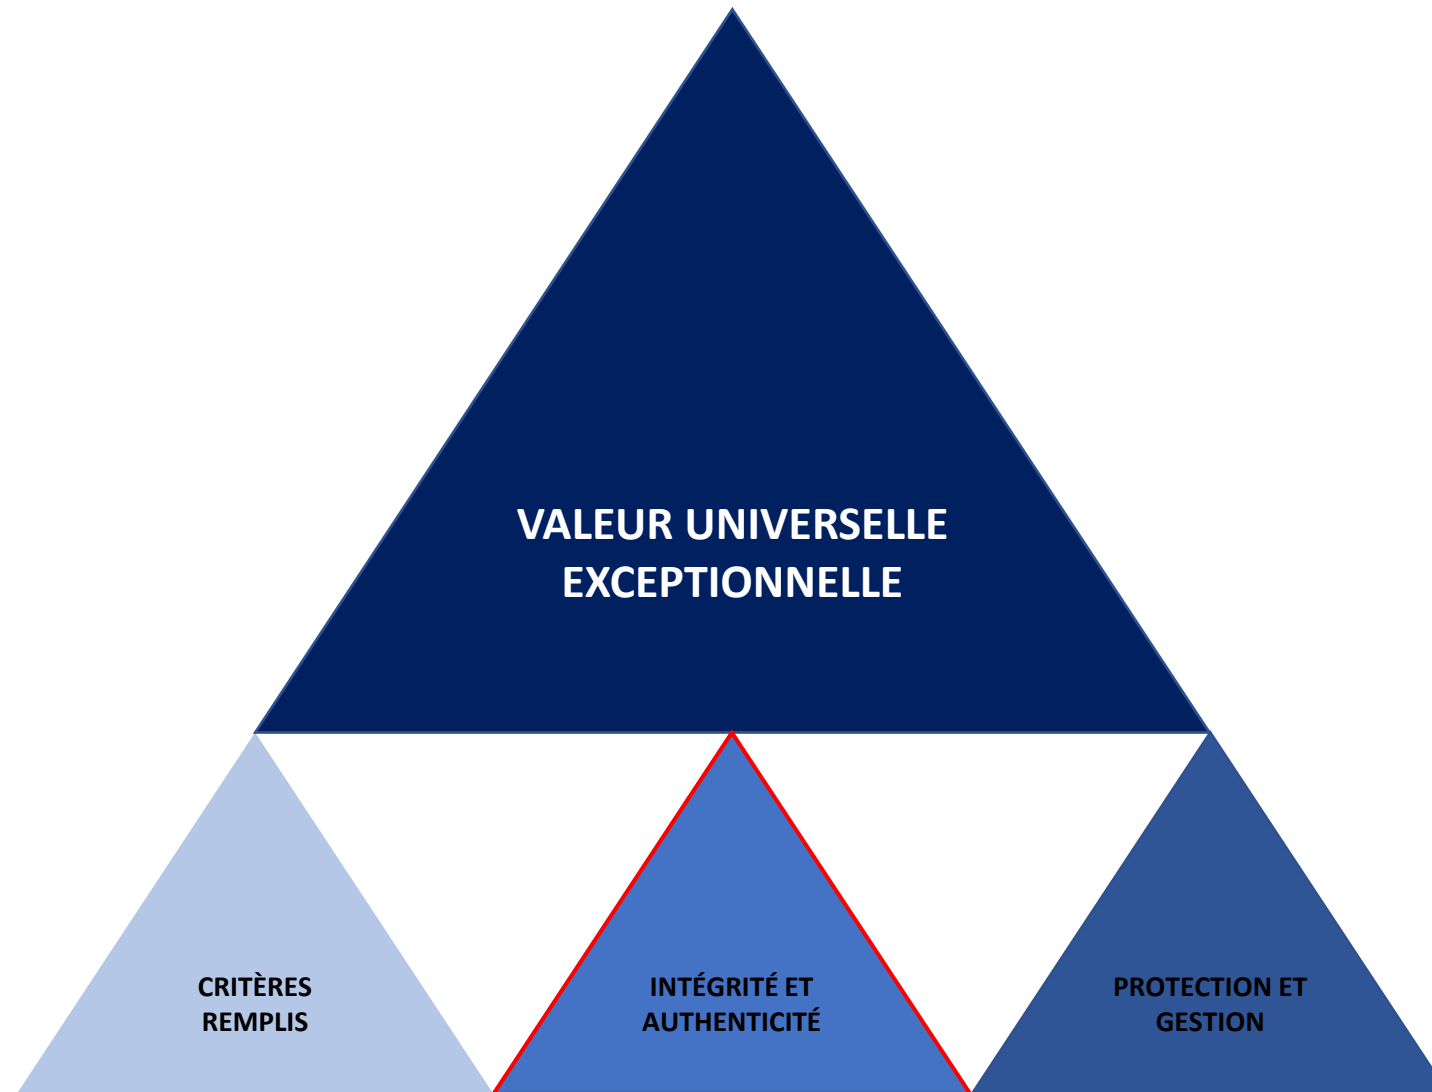 VALEUR UNIVERSELLE
EXCEPTIONNELLE
CRITÈRES
REMPLIS
INTÉGRITÉ ET
AUTHENTICITÉ
PROTECTION ET
GESTION